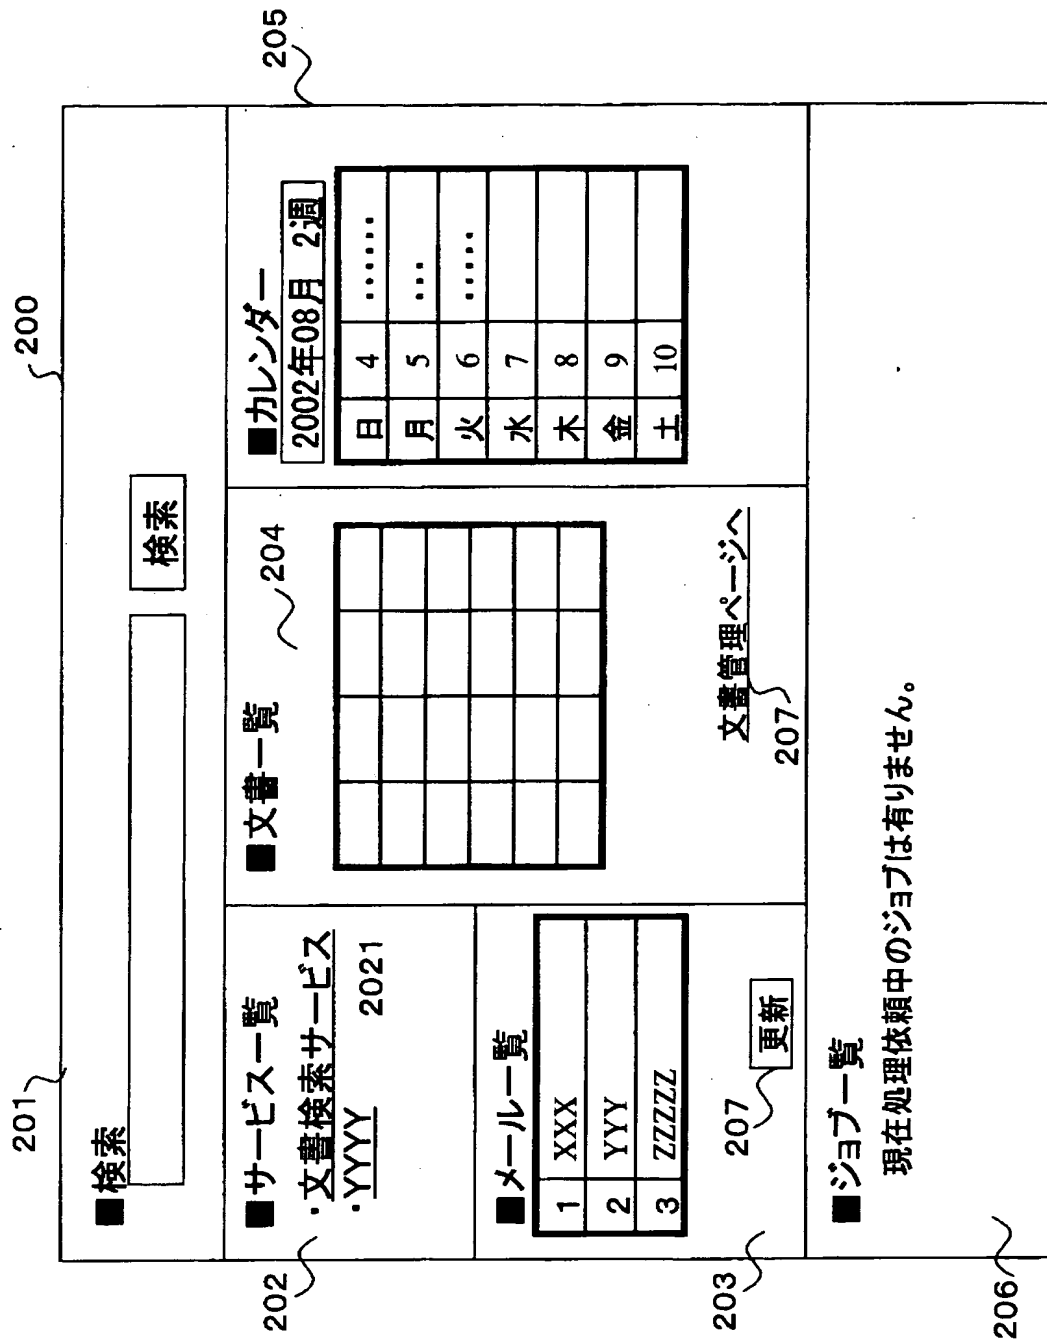 200
201
■検索
検索
■サービス一覧
・文書検索サービス
・YYYY
2021
202
■メール一覧
1 XXX
2 YYY
3 ZZZZZ
207
更新
203
■文書一覧
204
文書管理ページへ
207
■カレンダー
2002年08月 2週
日 4 ……
月 5 …
火 6 ……
水 7
木 8
金 9
土 10
205
■ジョブ一覧
現在処理依頼中のジョブは有りません。
206